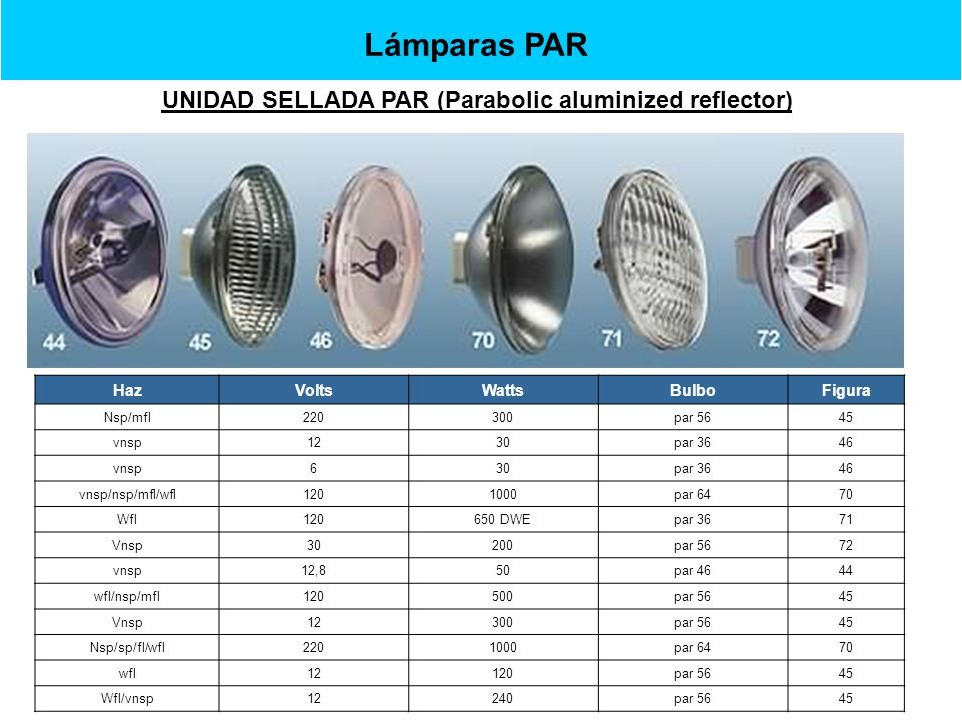 Lámparas PAR
UNIDAD SELLADA PAR (Parabolic aluminized reflector)
44 45 46 70 71 72
Haz Volts Watts Bulbo Figura
Nsp/mfl 220 300 par 56 45
vnsp 12 30 par 36 46
vnsp 6 30 par 36 46
vnsp/nsp/mfl/wfl 120 1000 par 64 70
Wfl 120 650 DWE par 36 71
Vnsp 30 200 par 56 72
vnsp 12,8 50 par 46 44
wfl/nsp/mfl 120 500 par 56 45
Vnsp 12 300 par 56 45
Nsp/sp/fl/wfl 220 1000 par 64 70
wfl 12 120 par 56 45
Wfl/vnsp 12 240 par 56 45